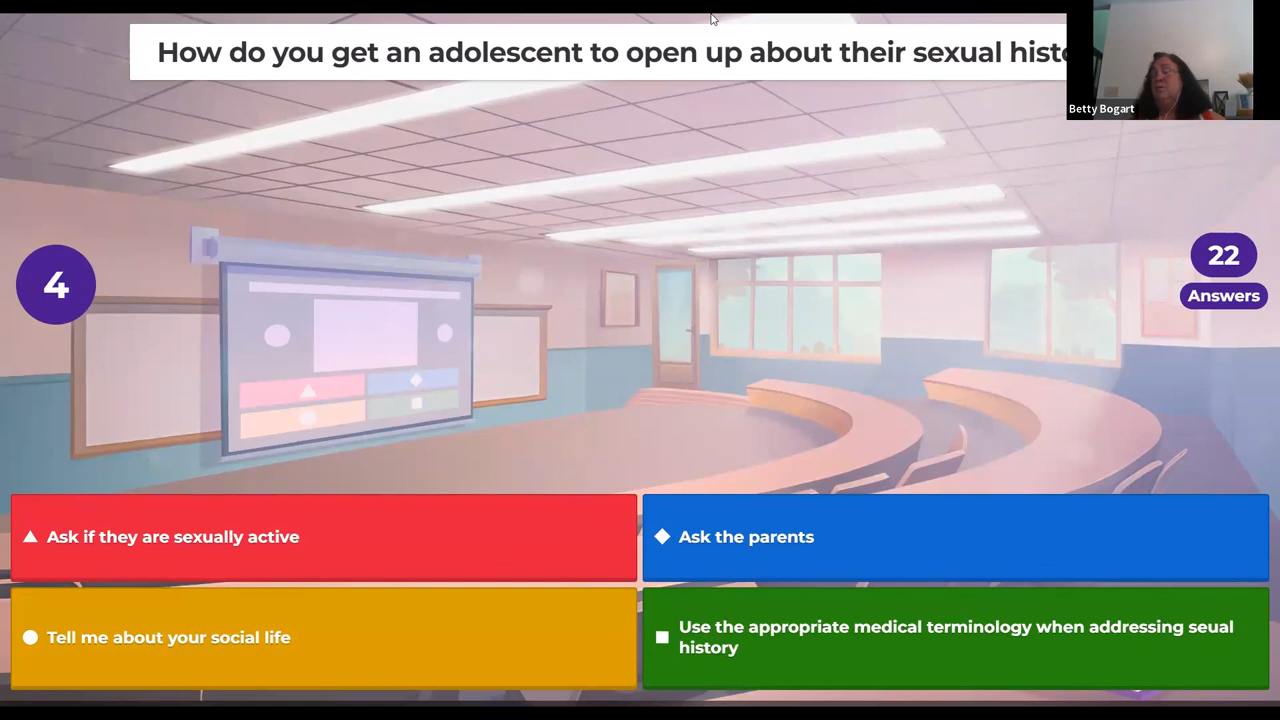 How do you get an adolescent to open up about their sexual
Betty Bogart
4
22
Answers
Ask if they are sexually active
Ask the parents
Tell me about your social life
Use the appropriate medical terminology when addressing seual
history